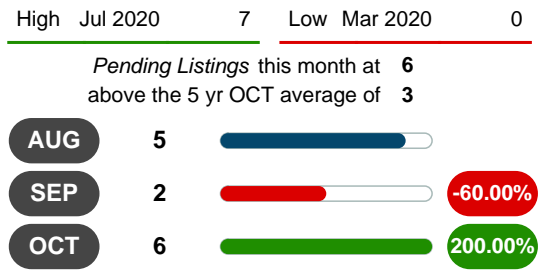 High Jul 2020 7 Low Mar 2020 0
Pending Listings this month at 6
above the 5 yr OCT average of 3
AUG 5
SEP 2 -60.00%
OCT 6 200.00%